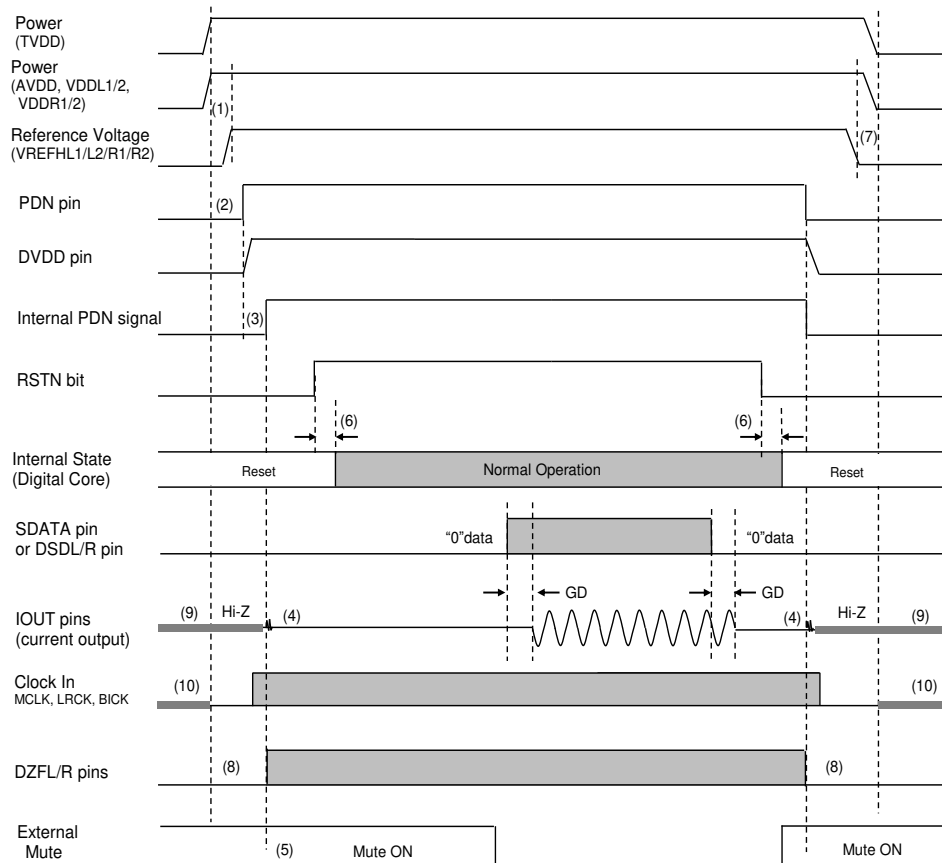 Power
(TVDD)
Power
(AVDD, VDDL1/2,
VDDR1/2)
(1)
Reference Voltage
(VREFHL1/L2/R1/R2)
(7)
PDN pin
(2)
DVDD pin
Internal PDN signal
(3)
RSTN bit
(6)
(6)
Internal State
(Digital Core)
Reset
Normal Operation
Reset
SDATA pin
or DSDL/R pin
“0”data
“0”data
GD
GD
IOUT pins
(current output)
(9)
Hi-Z
(4)
(4)
Hi-Z
(9)
Clock In
MCLK, LRCK, BICK
(10)
(10)
DZFL/R pins
(8)
(8)
External
Mute
(5)
Mute ON
Mute ON